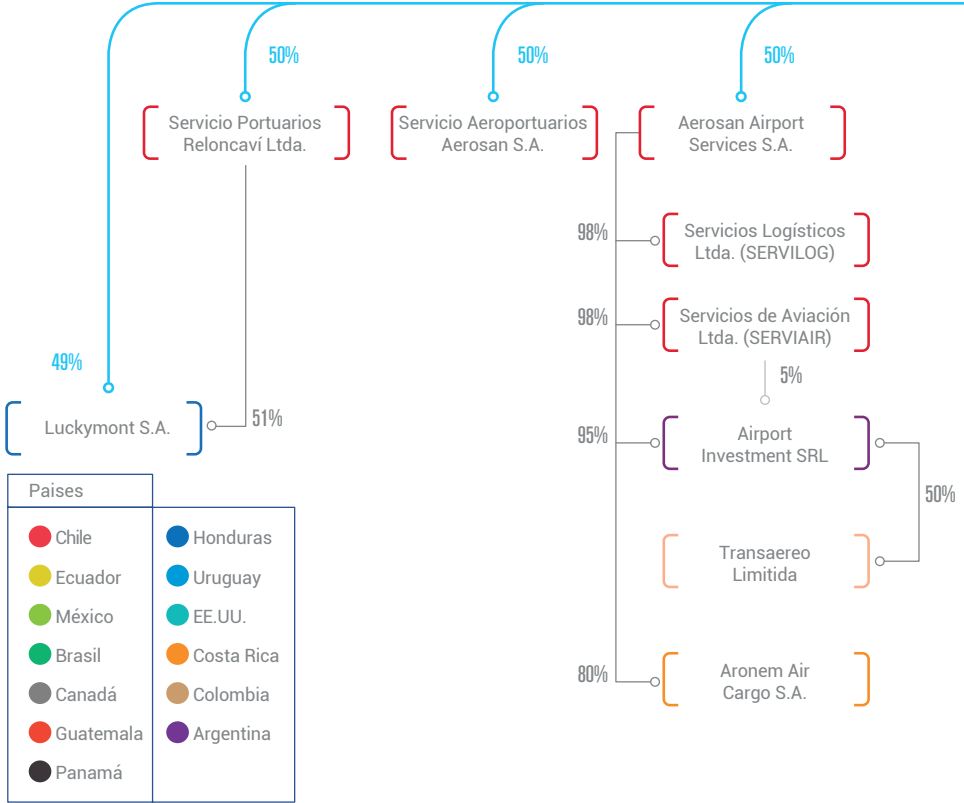 50%
50%
50%
Servicio Portuarios
Reloncaví Ltda.
Servicio Aeroportuarios
Aerosan S.A.
Aerosan Airport
Services S.A.
98%
Servicios Logísticos
Ltda. (SERVILOG)
98%
Servicios de Aviación
Ltda. (SERVIAIR)
5%
49%
Luckymont S.A.
51%
95%
Airport
Investment SRL
50%
Transaereo
Limitida
80%
Aronem Air
Cargo S.A.
Paises
Chile
Ecuador
México
Brasil
Canadá
Guatemala
Panamá
Honduras
Uruguay
EE.UU.
Costa Rica
Colombia
Argentina